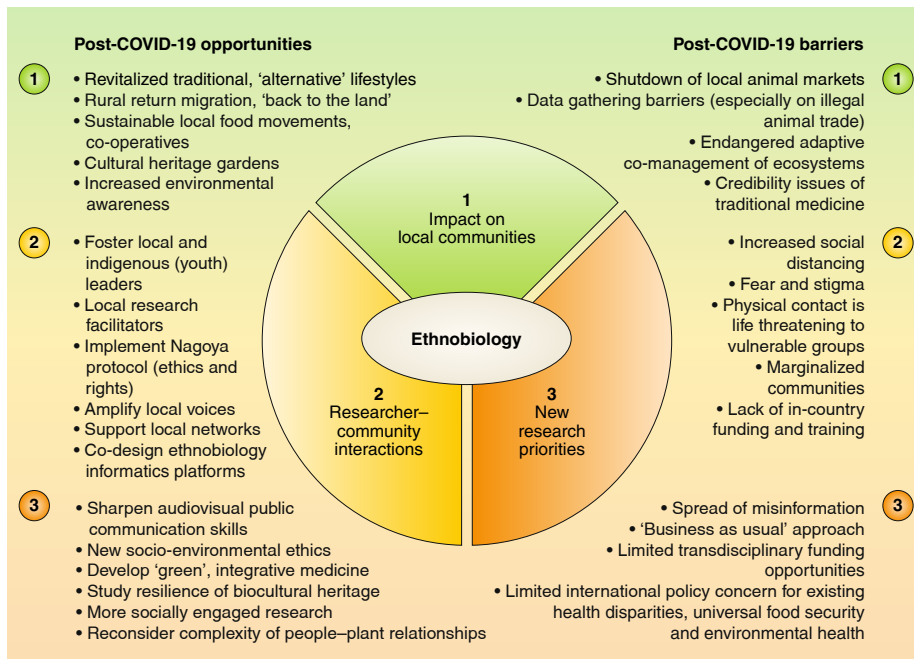 Post-COVID-19 opportunities
1
• Revitalized traditional, ‘alternative’ lifestyles
• Rural return migration, ‘back to the land’
• Sustainable local food movements,
co-operatives
• Cultural heritage gardens
• Increased environmental
awareness
2
• Foster local and
indigenous (youth)
leaders
• Local research
facilitators
• Implement Nagoya
protocol (ethics and
rights)
• Amplify local voices
• Support local networks
• Co-design ethnobiology
informatics platforms
3
• Sharpen audiovisual public
communication skills
• New socio-environmental ethics
• Develop ‘green’, integrative medicine
• Study resilience of biocultural heritage
• More socially engaged research
• Reconsider complexity of people–plant relationships
1
Impact on
local communities
Ethnobiology
2
Researcher–
community
interactions
3
New
research
priorities
Post-COVID-19 barriers
1
• Shutdown of local animal markets
• Data gathering barriers (especially on illegal
animal trade)
• Endangered adaptive
co-management of ecosystems
• Credibility issues of
traditional medicine
2
• Increased social
distancing
• Fear and stigma
• Physical contact is
life threatening to
vulnerable groups
• Marginalized
communities
• Lack of in-country
funding and training
3
• Spread of misinformation
• ‘Business as usual’ approach
• Limited transdisciplinary funding
opportunities
• Limited international policy concern for existing
health disparities, universal food security
and environmental health